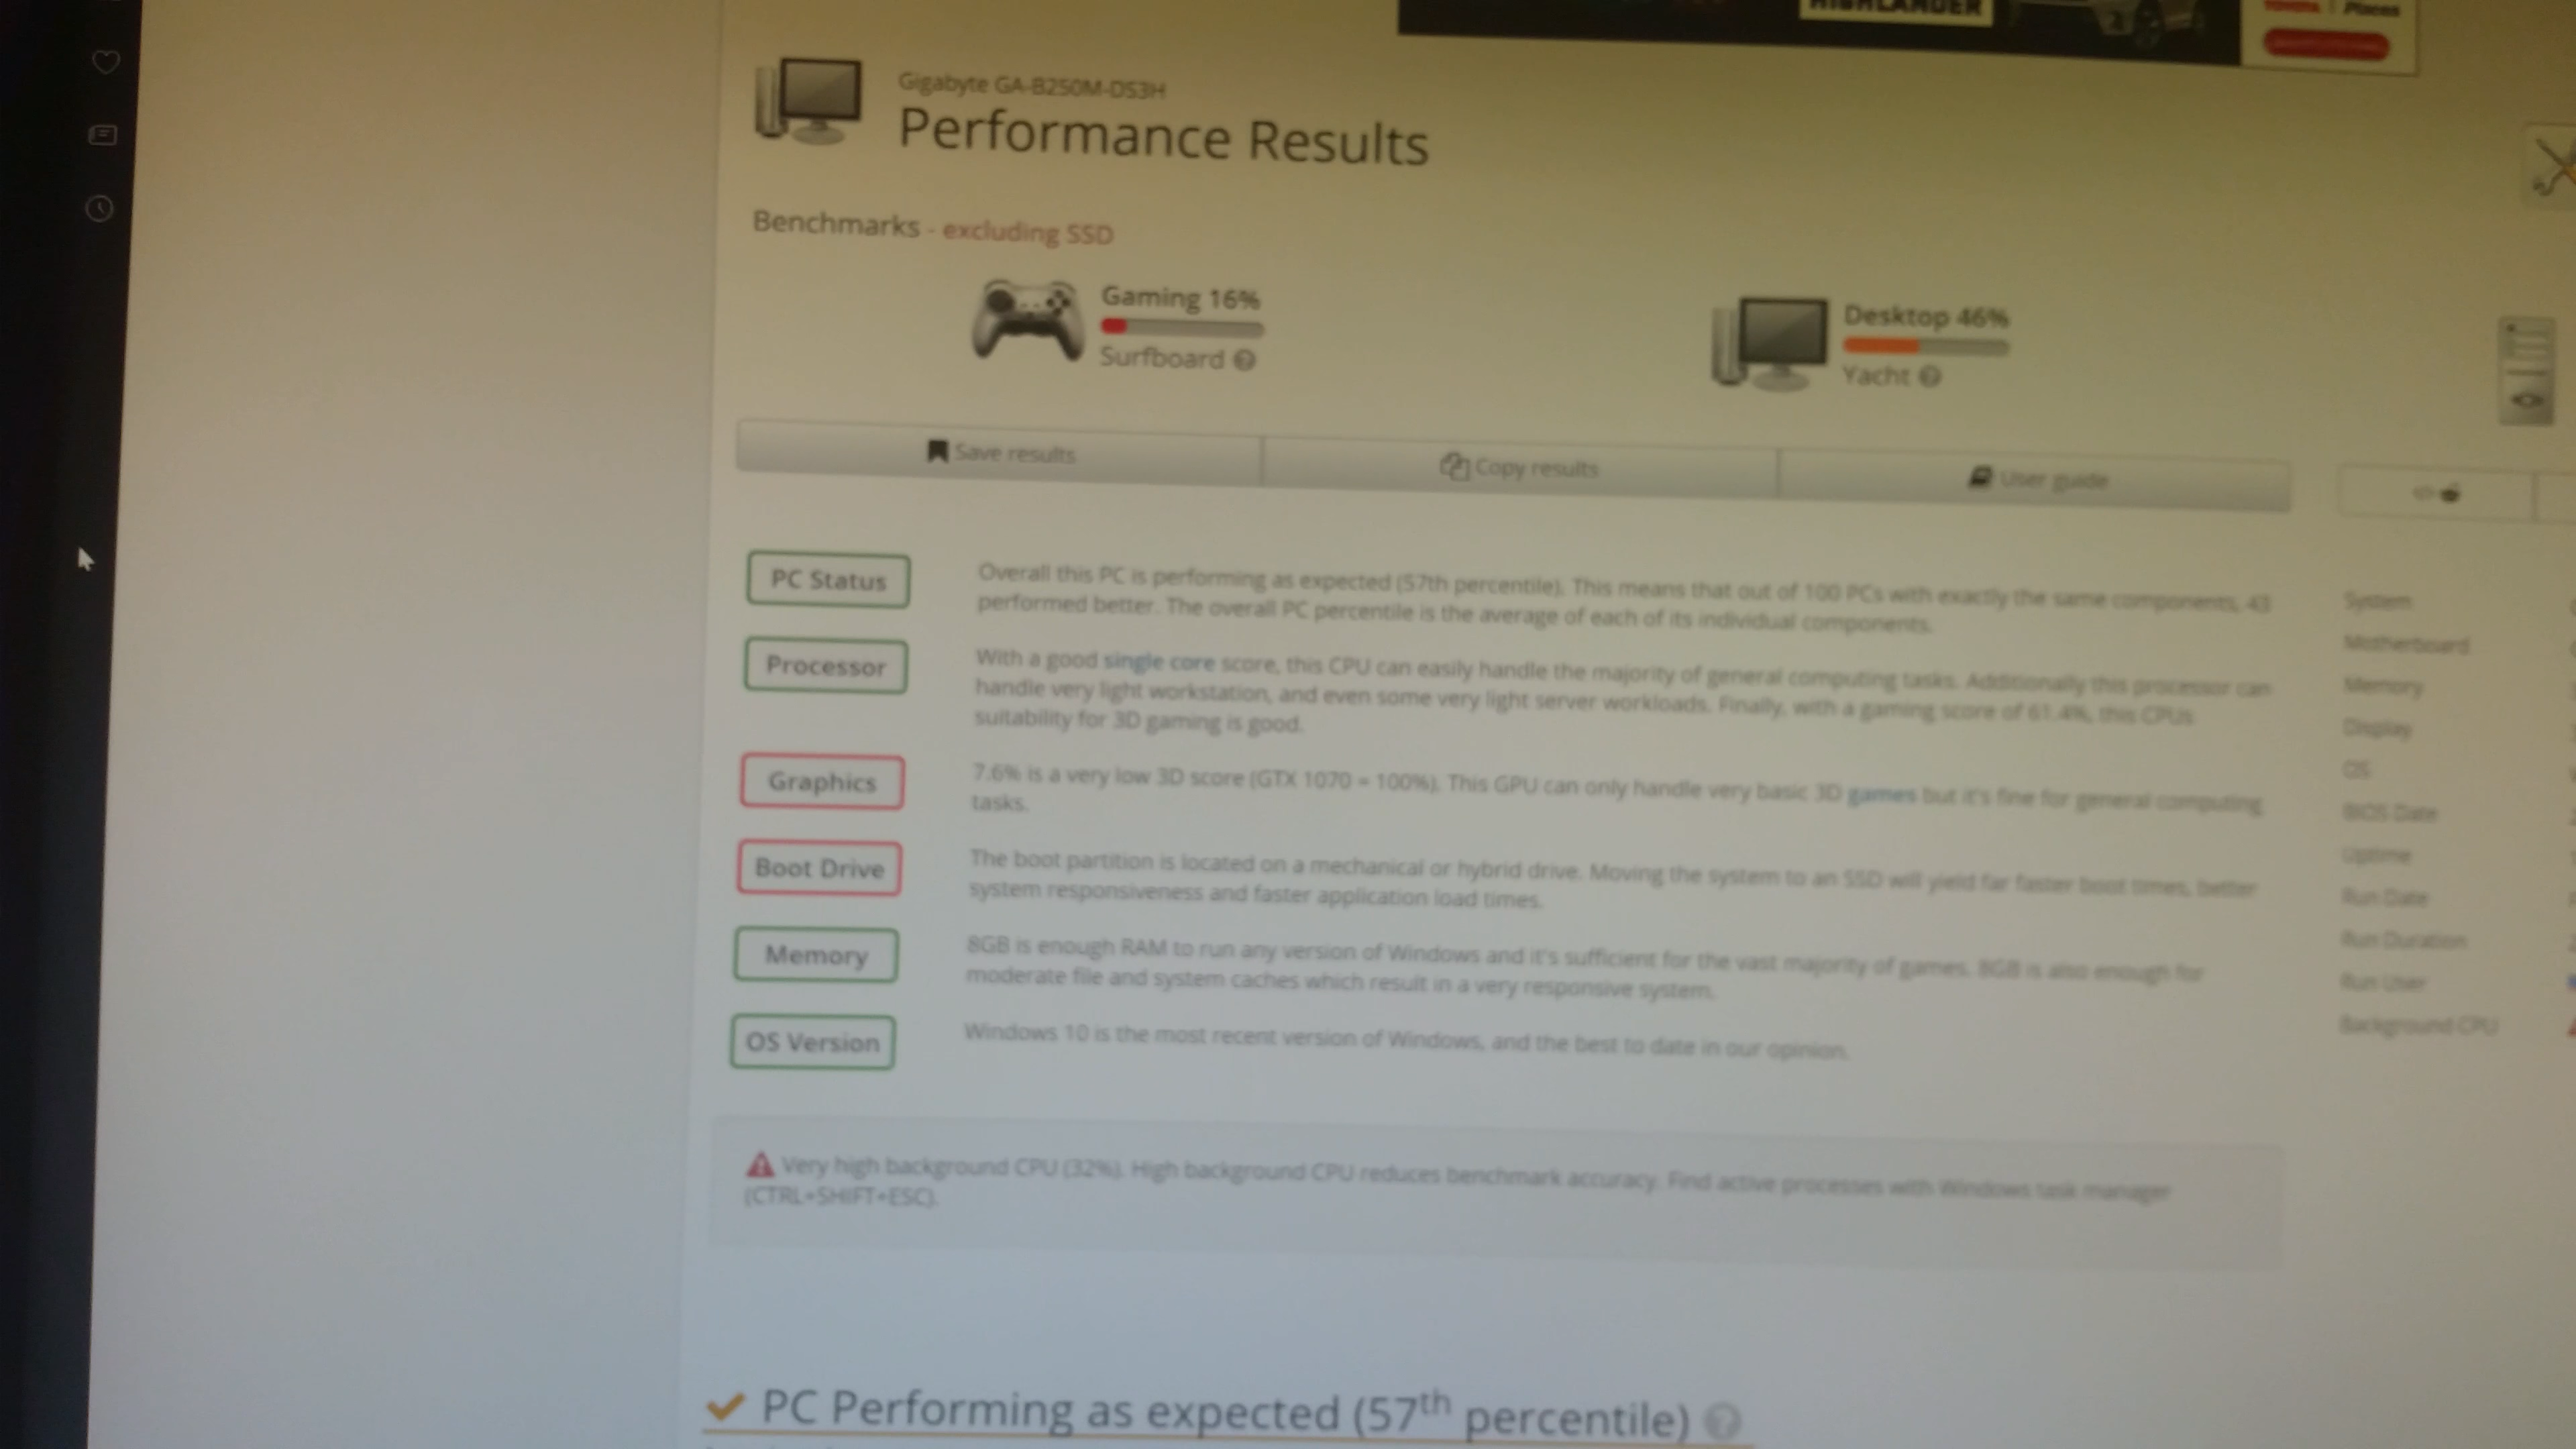 HIGHLANDER
TOYOTA | Places
Gigabyte GA-B250M-DS3H
Performance Results
Benchmarks - excluding SSD
Gaming 16%
Surfboard
Desktop 46%
Yacht
Save results
Copy results
User guide
PC Status
Overall this PC is performing as expected (57th percentile). This means that out of 100 PCs with exactly the same components, 43
performed better. The overall PC percentile is the average of each of its individual components.
Processor
With a good single core score, this CPU can easily handle the majority of general computing tasks. Additionally this processor can
handle very light workstation, and even some very light server workloads. Finally, with a gaming score of 61.4%, this CPUs
suitability for 3D gaming is good.
Graphics
7.6% is a very low 3D score (GTX 1070 = 100%). This GPU can only handle very basic 3D games but it's fine for general computing
tasks.
Boot Drive
The boot partition is located on a mechanical or hybrid drive. Moving the system to an SSD will yield far faster boot times, better
system responsiveness and faster application load times.
Memory
8GB is enough RAM to run any version of Windows and it's sufficient for the vast majority of games. 8GB is also enough for
moderate file and system caches which result in a very responsive system.
OS Version
Windows 10 is the most recent version of Windows, and the best to date in our opinion.
System
Motherboard
Memory
Display
OS
BIOS Date
Uptime
Run Date
Run Duration
Run User
Background CPU
Very high background CPU (32%). High background CPU reduces benchmark accuracy. Find active processes with Windows task manager
(CTRL+SHIFT+ESC).
PC Performing as expected (57th percentile)